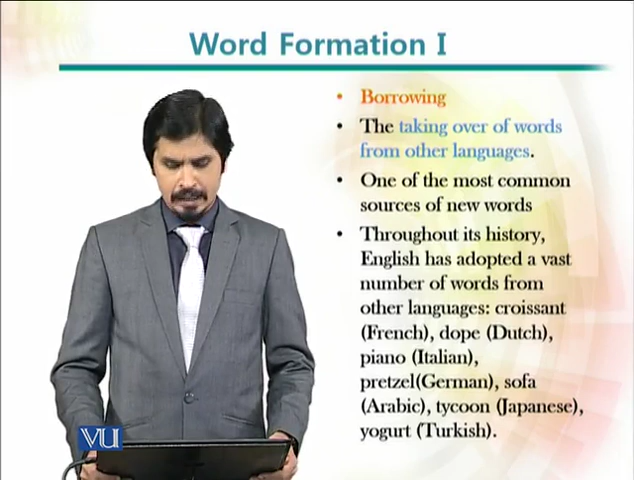 Word Formation I
• Borrowing
• The taking over of words
from other languages.
• One of the most common
sources of new words
• Throughout its history,
English has adopted a vast
number of words from
other languages: croissant
(French), dope (Dutch),
piano (Italian),
pretzel(German), sofa
(Arabic), tycoon (Japanese),
yogurt (Turkish).
VU